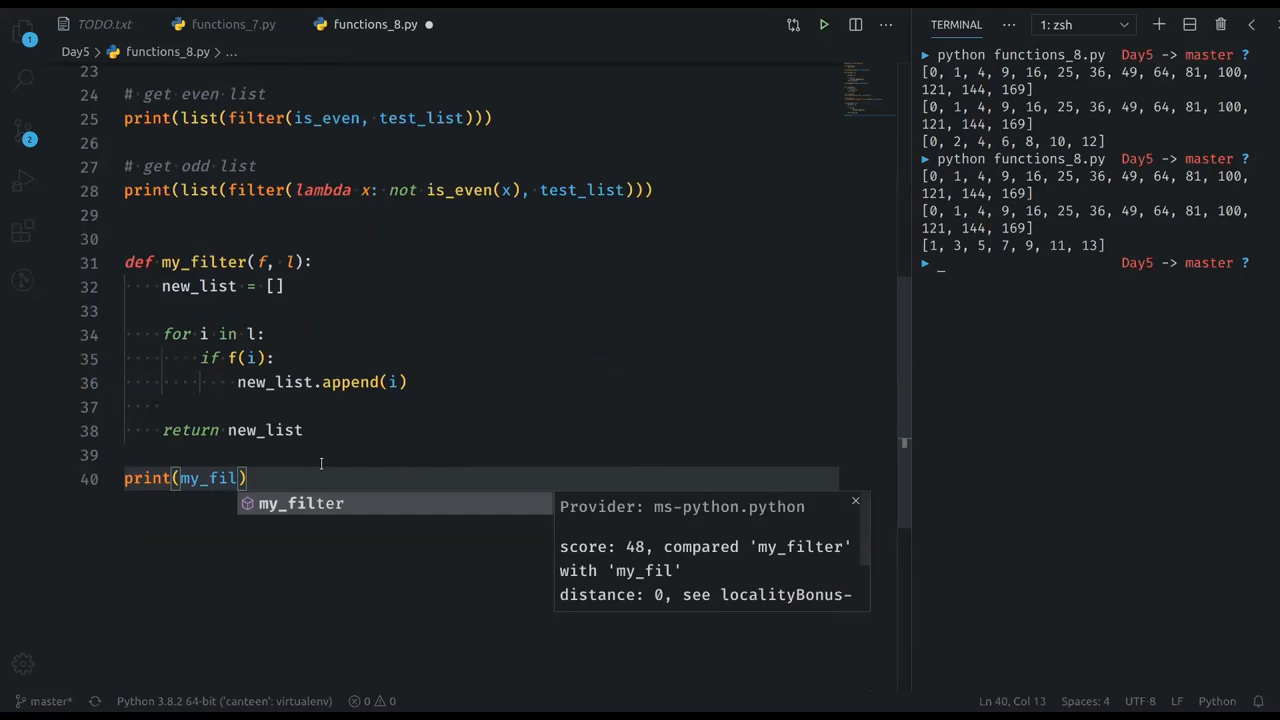 TODO.txt functions_7.py functions_8.py
Day5 > functions_8.py > ...
1
2
23
24 # get even list
25 print(list(filter(is_even, test_list)))
26
27 # get odd list
28 print(list(filter(lambda x: not is_even(x), test_list)))
29
30
31 def my_filter(f, l):
32 new_list = []
33
34 for i in l:
35 if f(i):
36 new_list.append(i)
37
38 return new_list
39
40 print(my_fil)
my_filter
Provider: ms-python.python
score: 48, compared 'my_filter'
with 'my_fil'
distance: 0, see localityBonus-
TERMINAL 1: zsh
python functions_8.py Day5 -> master ?
[0, 1, 4, 9, 16, 25, 36, 49, 64, 81, 100,
121, 144, 169]
[0, 1, 4, 9, 16, 25, 36, 49, 64, 81, 100,
121, 144, 169]
[0, 2, 4, 6, 8, 10, 12]
python functions_8.py Day5 -> master ?
[0, 1, 4, 9, 16, 25, 36, 49, 64, 81, 100,
121, 144, 169]
[0, 1, 4, 9, 16, 25, 36, 49, 64, 81, 100,
121, 144, 169]
[1, 3, 5, 7, 9, 11, 13]
_ Day5 -> master ?
master* Python 3.8.2 64-bit ('canteen': virtualenv) 0 0 Ln 40, Col 13 Spaces: 4 UTF-8 LF Python